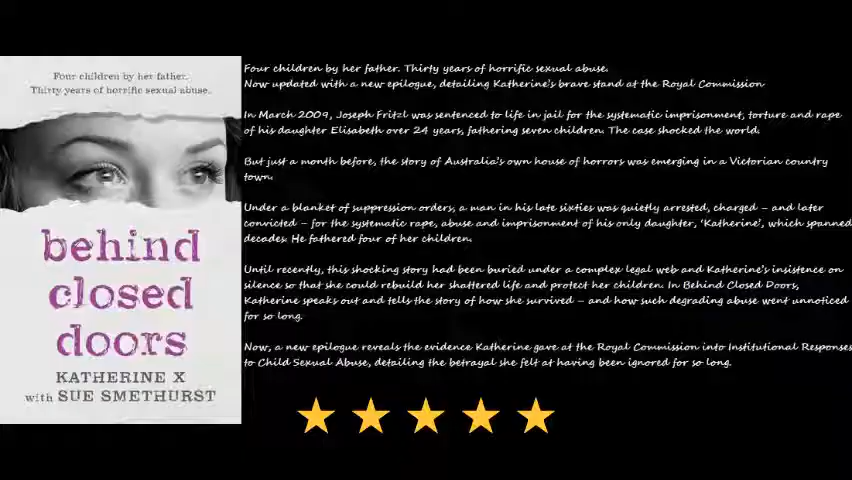 Four children by her father.
Thirty years of horrific sexual abuse.
behind
closed
doors
KATHERINE X
with SUE SMETHURST
Four children by her father. Thirty years of horrific sexual abuse.
Now updated with a new epilogue, detailing Katherine's brave stand at the Royal Commission
In March 2009, Joseph Fritzl was sentenced to life in jail for the systematic imprisonment, torture and rape
of his daughter Elisabeth over 24 years, fathering seven children. The case shocked the world.
But just a month before, the story of Australia's own house of horrors was emerging in a Victorian country
town.
Under a blanket of suppression orders, a man in his late sixties was quietly arrested, charged – and later
convicted – for the systematic rape, abuse and imprisonment of his only daughter, 'Katherine', which spanned
decades. He fathered four of her children.
Until recently, this shocking story had been buried under a complex legal web and Katherine's insistence on
silence so that she could rebuild her shattered life and protect her children. In Behind Closed Doors,
Katherine speaks out and tells the story of how she survived – and how such degrading abuse went unnoticed
for so long.
Now, a new epilogue reveals the evidence Katherine gave at the Royal Commission into Institutional Responses
to Child Sexual Abuse, detailing the betrayal she felt at having been ignored for so long.